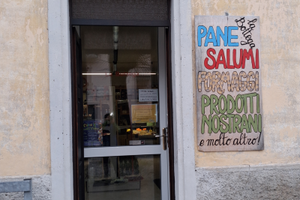 La
Bottega
PANE
SALUMI
FORMAGGI
PRODOTTI
NOSTRANI
e molto altro!